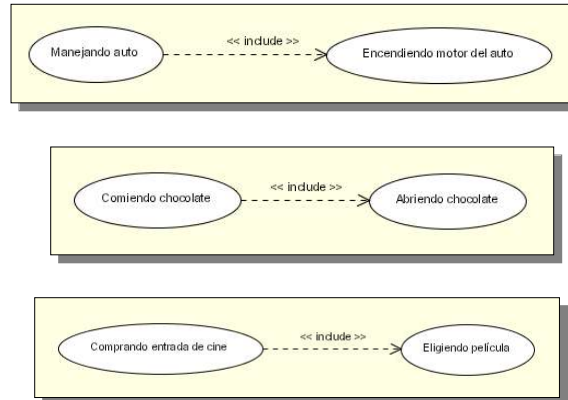 Manejando auto
<< include >>
Encendiendo motor del auto
Comiendo chocolate
<< include >>
Abriendo chocolate
Comprando entrada de cine
<< include >>
Eligiendo película